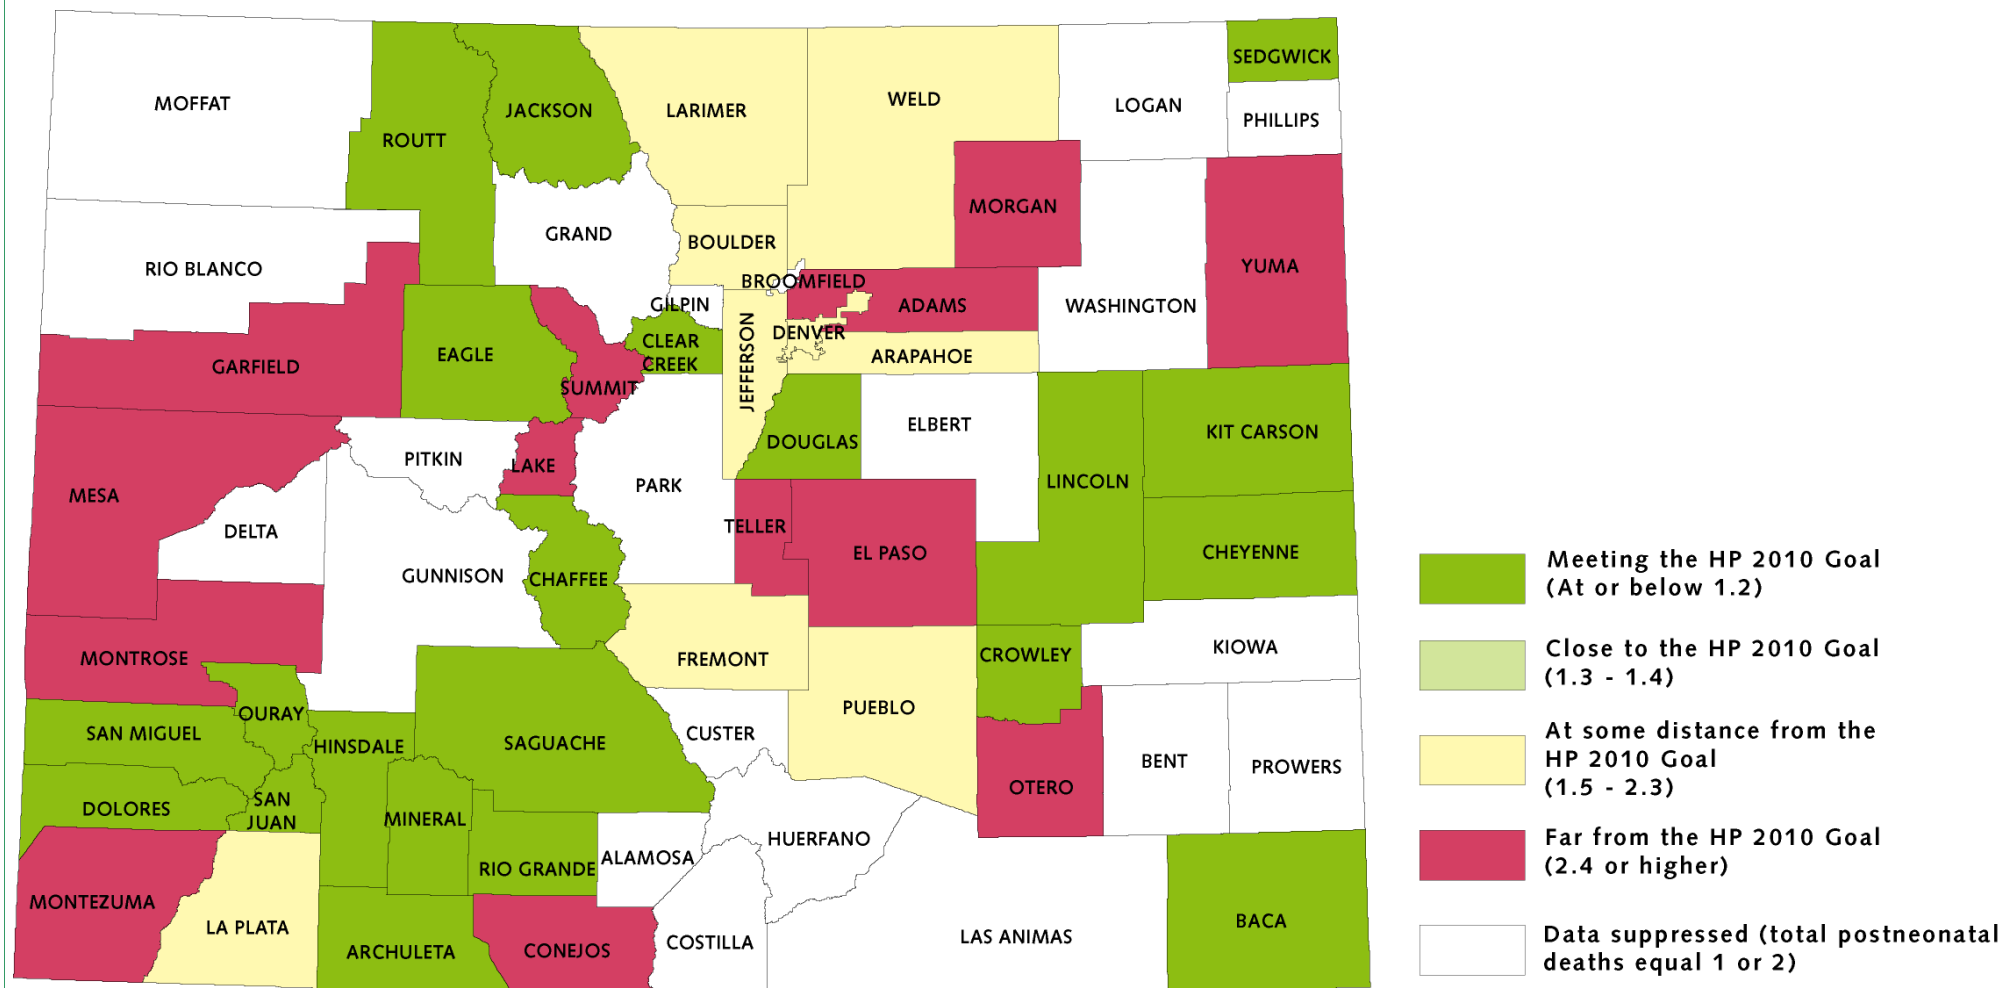 MOFFAT
ROUTT
JACKSON
LARIMER
WELD
LOGAN
SEDGWICK
PHILLIPS
RIO BLANCO
GRAND
BOULDER
MORGAN
WASHINGTON
YUMA
BROOMFIELD
GILPIN
ADAMS
GARFIELD
EAGLE
SUMMIT
CLEAR
CREEK
JEFFERSON
DENVER
ARAPAHOE
MESA
PITKIN
LAKE
PARK
DOUGLAS
ELBERT
LINCOLN
KIT CARSON
DELTA
GUNNISON
CHAFFEE
TELLER
EL PASO
CHEYENNE
MONTROSE
FREMONT
CROWLEY
KIOWA
OURAY
SAN MIGUEL
HINSDALE
SAGUACHE
CUSTER
PUEBLO
OTERO
BENT
PROWERS
DOLORES
SAN
JUAN
MINERAL
RIO GRANDE
ALAMOSA
HUERFANO
MONTEZUMA
LA PLATA
ARCHULETA
CONEJOS
COSTILLA
LAS ANIMAS
BACA
Meeting the HP 2010 Goal
(At or below 1.2)
Close to the HP 2010 Goal
(1.3 - 1.4)
At some distance from the
HP 2010 Goal
(1.5 - 2.3)
Far from the HP 2010 Goal
(2.4 or higher)
Data suppressed (total postneonatal
deaths equal 1 or 2)